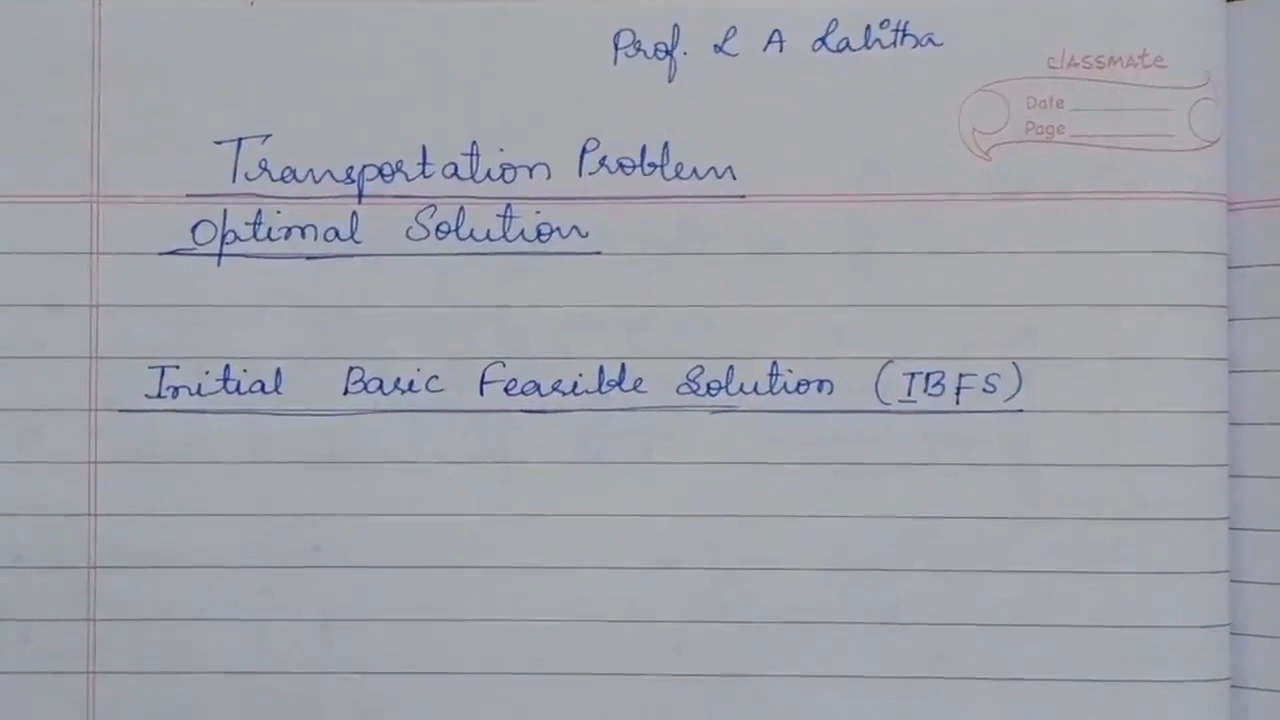 Prof. L A Lalitha
classmate
Date
Page
Transportation Problem
Optimal Solution
Initial Basic Feasible Solution (IBFS)